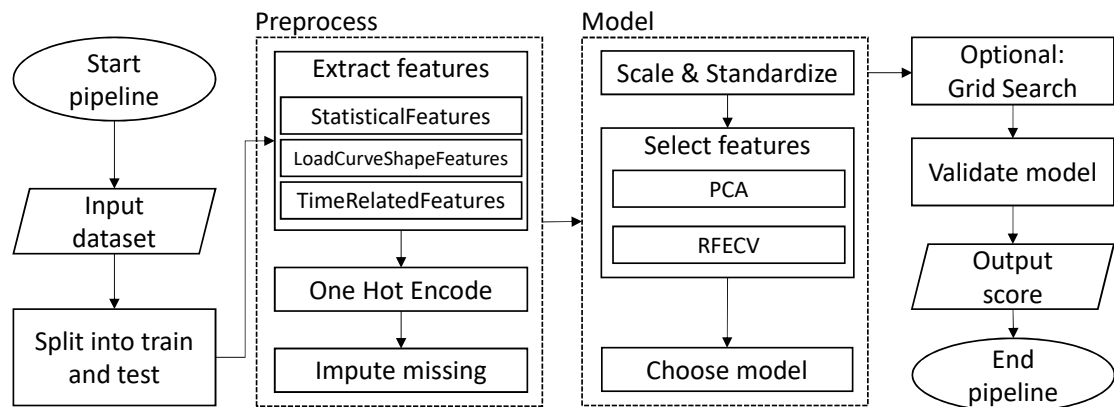 Start
pipeline
Input
dataset
Split into train
and test
Preprocess
Extract features
StatisticalFeatures
LoadCurveShapeFeatures
TimeRelatedFeatures
One Hot Encode
Impute missing
Model
Scale & Standardize
Select features
PCA
RFECV
Choose model
Optional:
Grid Search
Validate model
Output
score
End
pipeline